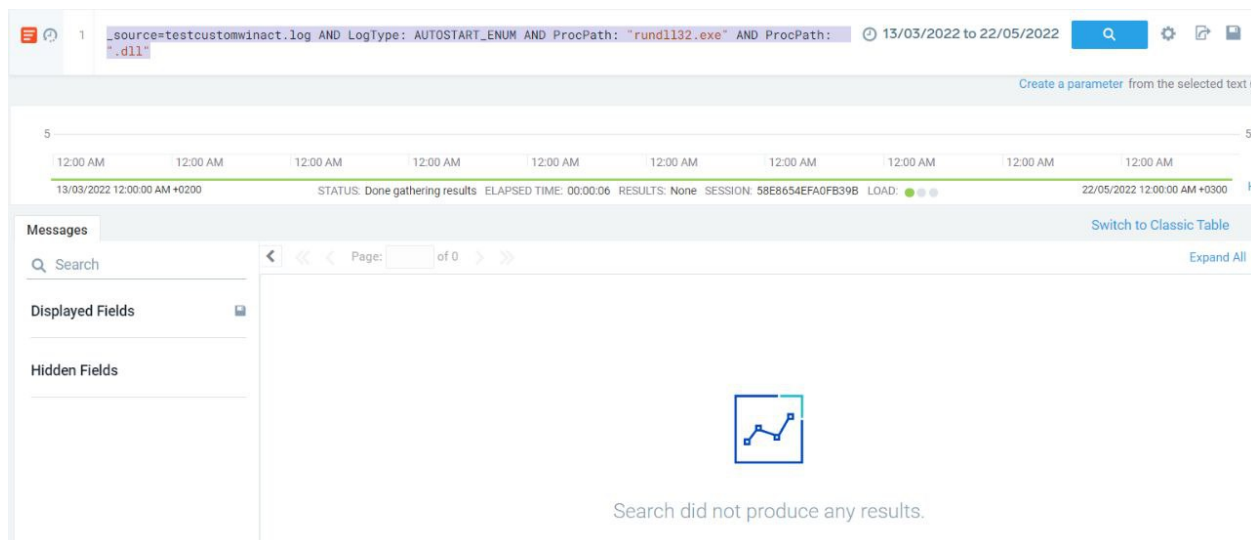 1 _source=testcustomwinact.log AND LogType: AUTOSTART_ENUM AND ProcPath: "rundll32.exe" AND ProcPath:
".dll"
13/03/2022 to 22/05/2022
Create a parameter from the selected text
5 5
12:00 AM 12:00 AM 12:00 AM 12:00 AM 12:00 AM 12:00 AM 12:00 AM 12:00 AM 12:00 AM 12:00 AM
13/03/2022 12:00:00 AM +0200 STATUS: Done gathering results ELAPSED TIME: 00:00:06 RESULTS: None SESSION: 58E8654EFA0FB39B LOAD: 22/05/2022 12:00:00 AM +0300
Messages Switch to Classic Table
Search Page: of 0 Expand All
Displayed Fields
Hidden Fields
Search did not produce any results.